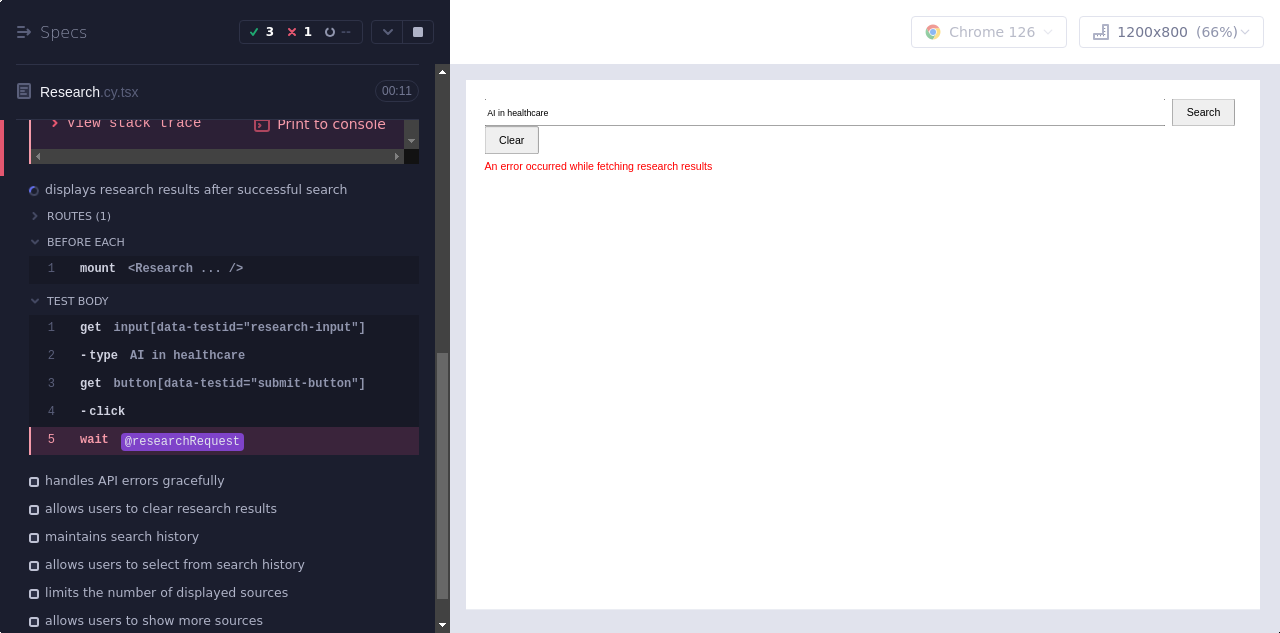 Specs
3
1
--
Research.cy.tsx
00:11
View stack trace
Print to console
displays research results after successful search
ROUTES (1)
BEFORE EACH
1 mount <Research ... />
TEST BODY
1 get input[data-testid="research-input"]
2 -type AI in healthcare
3 get button[data-testid="submit-button"]
4 -click
5 wait @researchRequest
handles API errors gracefully
allows users to clear research results
maintains search history
allows users to select from search history
limits the number of displayed sources
allows users to show more sources
Chrome 126
1200x800 (66%)
AI in healthcare
Search
Clear
An error occurred while fetching research results